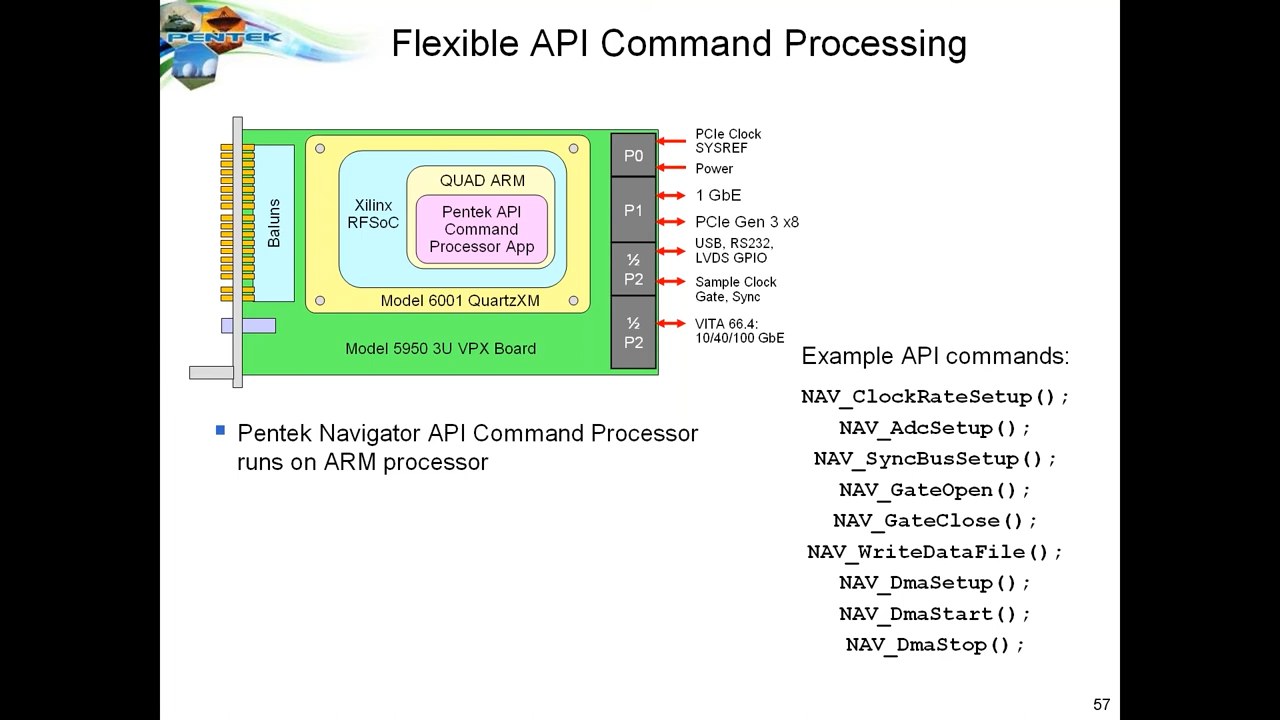 PENTEK
Flexible API Command Processing
Baluns
Xilinx
RFSoC
QUAD ARM
Pentek API
Command
Processor App
Model 6001 QuartzXM
Model 5950 3U VPX Board
P0
P1
½
P2
½
P2
PCIe Clock
SYSREF
Power
1 GbE
PCIe Gen 3 x8
USB, RS232,
LVDS GPIO
Sample Clock
Gate, Sync
VITA 66.4:
10/40/100 GbE
Pentek Navigator API Command Processor
runs on ARM processor
Example API commands:
NAV_ClockRateSetup();
NAV_AdcSetup();
NAV_SyncBusSetup();
NAV_GateOpen();
NAV_GateClose();
NAV_WriteDataFile();
NAV_DmaSetup();
NAV_DmaStart();
NAV_DmaStop();
57